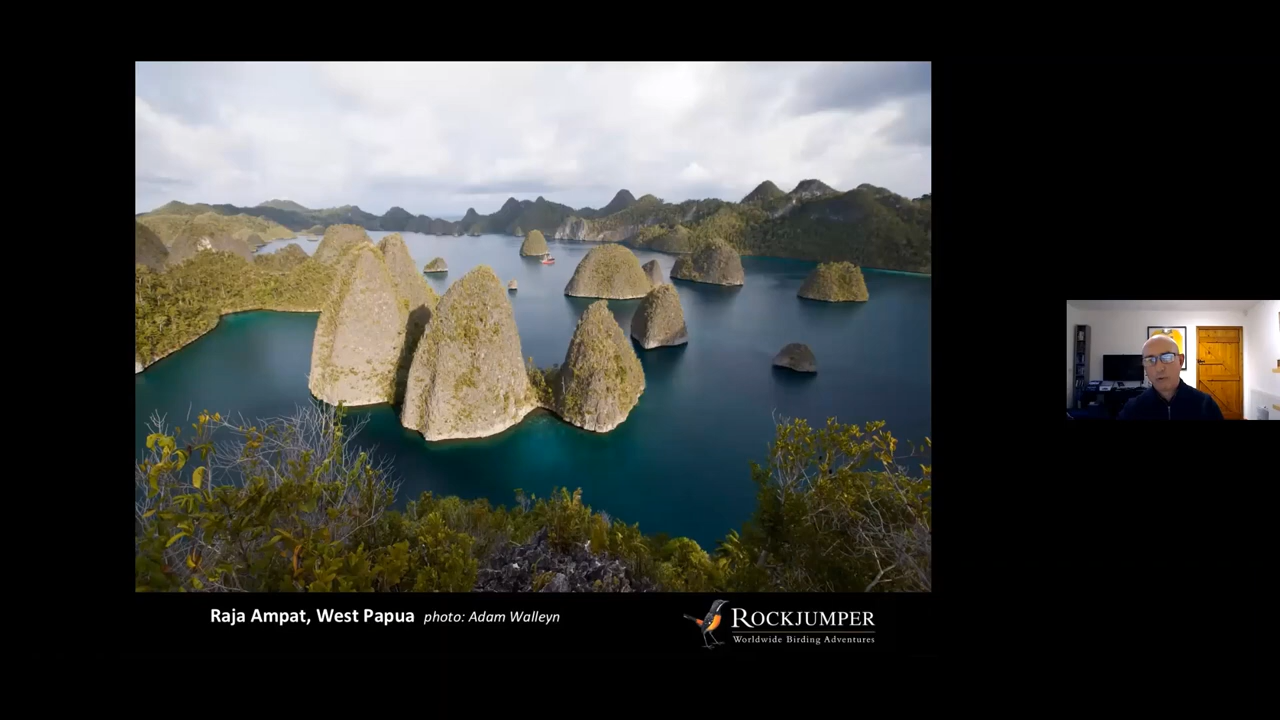 Raja Ampat, West Papua photo: Adam Walleyn
ROCKJUMPER
Worldwide Birding Adventures